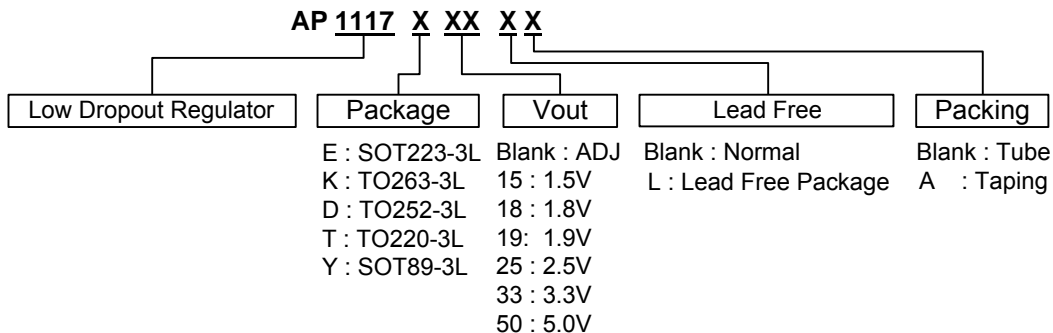 AP 1117 X XX X X
Low Dropout Regulator
Package
Vout
Lead Free
Packing
E : SOT223-3L
K : TO263-3L
D : TO252-3L
T : TO220-3L
Y : SOT89-3L
Blank : ADJ
15 : 1.5V
18 : 1.8V
19: 1.9V
25 : 2.5V
33 : 3.3V
50 : 5.0V
Blank : Normal
L : Lead Free Package
Blank : Tube
A : Taping